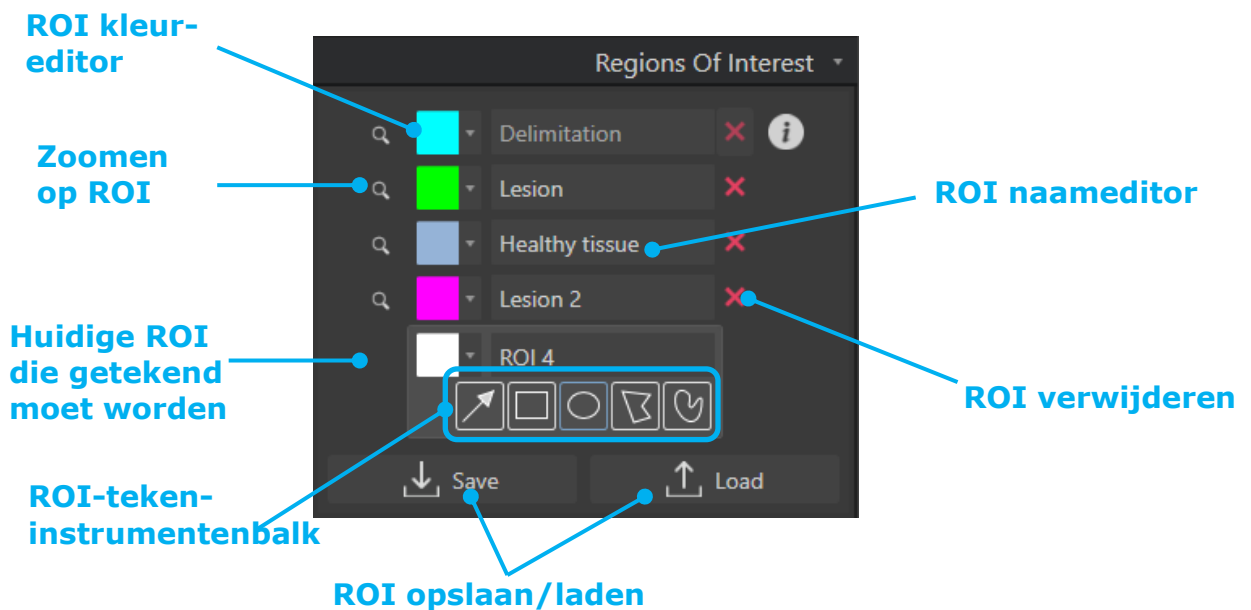 ROI kleur-
editor
Regions Of Interest
Delimitation
i
Zoomen
op ROI
Lesion
ROI naameditor
Healthy tissue
Lesion 2
Huidige ROI
die getekend
moet worden
ROI 4
ROI verwijderen
Save
Load
ROI-teken-
instrumentenbalk
ROI opslaan/laden